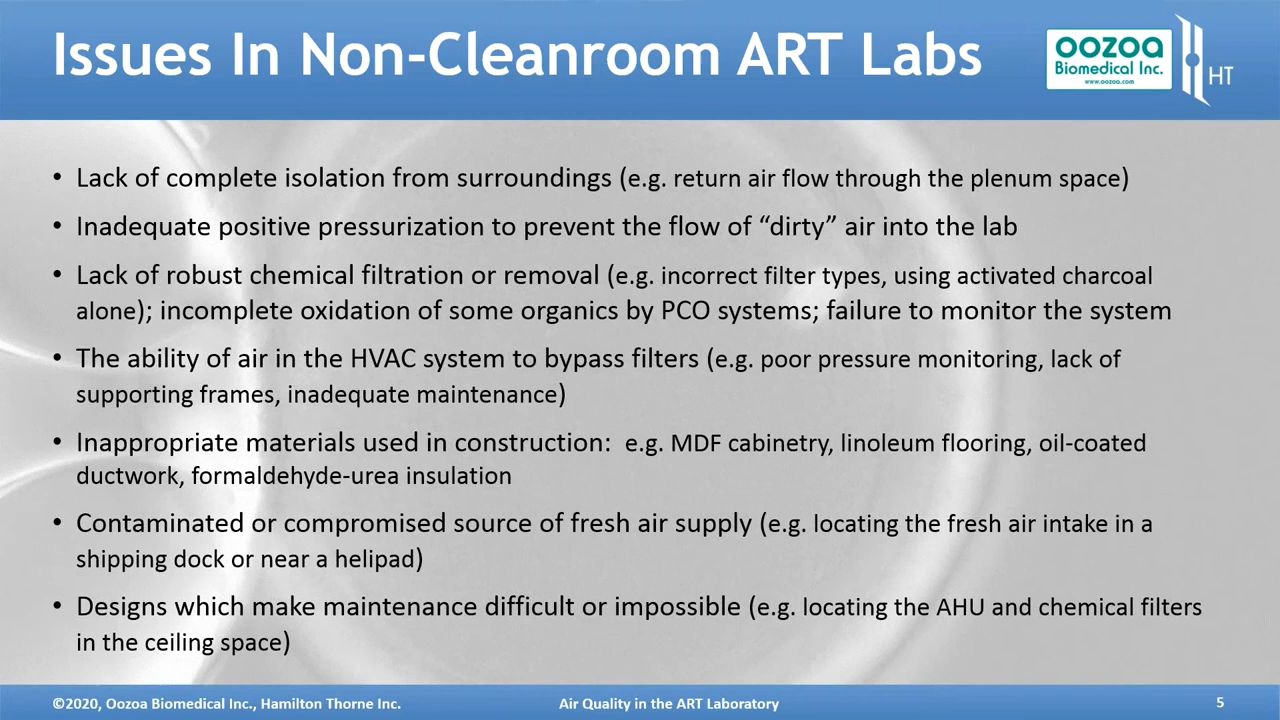 Issues In Non-Cleanroom ART Labs
oozoa
Biomedical Inc.
www.oozoa.com
HT
• Lack of complete isolation from surroundings (e.g. return air flow through the plenum space)
• Inadequate positive pressurization to prevent the flow of “dirty” air into the lab
• Lack of robust chemical filtration or removal (e.g. incorrect filter types, using activated charcoal
alone); incomplete oxidation of some organics by PCO systems; failure to monitor the system
• The ability of air in the HVAC system to bypass filters (e.g. poor pressure monitoring, lack of
supporting frames, inadequate maintenance)
• Inappropriate materials used in construction:  e.g. MDF cabinetry, linoleum flooring, oil-coated
ductwork, formaldehyde-urea insulation
• Contaminated or compromised source of fresh air supply (e.g. locating the fresh air intake in a
shipping dock or near a helipad)
• Designs which make maintenance difficult or impossible (e.g. locating the AHU and chemical filters
in the ceiling space)
©2020, Oozoa Biomedical Inc., Hamilton Thorne Inc.
Air Quality in the ART Laboratory
5